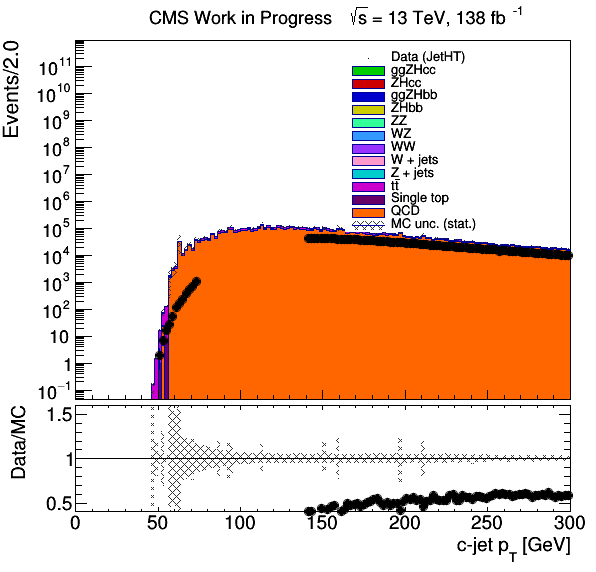 CMS Work in Progress √s = 13 TeV, 138 fb⁻¹
Events/2.0
10¹¹
10¹⁰
10⁹
10⁸
10⁷
10⁶
10⁵
10⁴
10³
10²
10
1
10⁻¹
Data (JetHT)
ggZHcc
ZHcc
ggZHbb
ZHbb
ZZ
WZ
WW
W + jets
Z + jets
tt̄
Single top
QCD
MC unc. (stat.)
Data/MC
1.5
1
0.5
0 50 100 150 200 250 300
c-jet p_T [GeV]